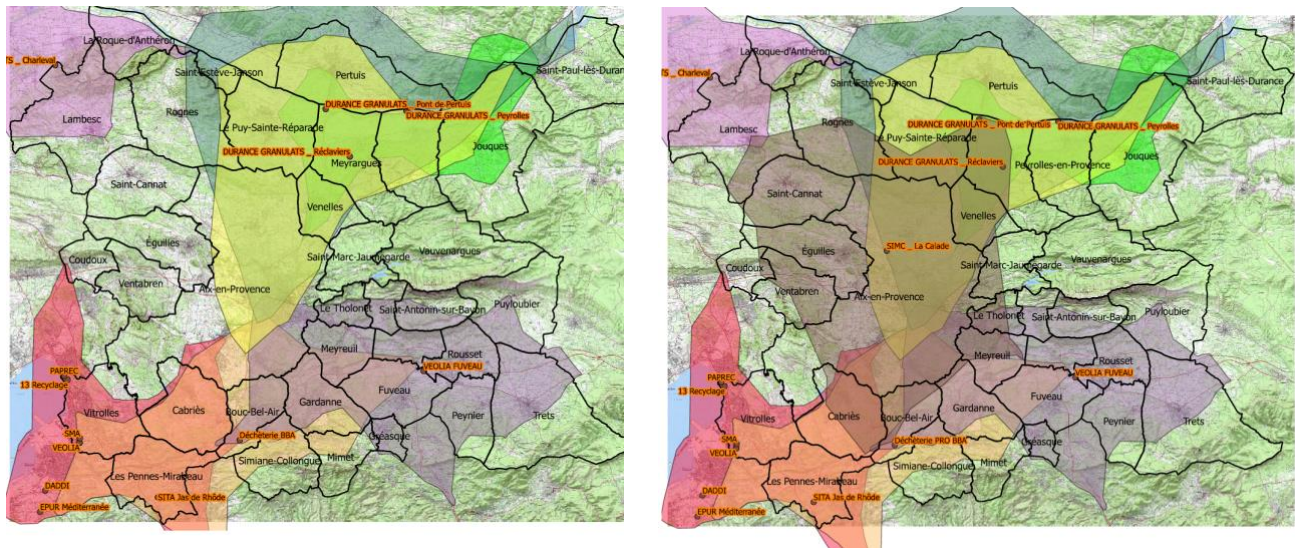 La Roque-d'Anthéron
TS _ Charleval
Saint-Estève-Janson
Pertuis
Saint-Paul-lès-Durance
Rognes
DURANCE GRANULATS _ Pont de Pertuis
DURANCE GRANULATS _ Peyrolles
Lambesc
Le Puy-Sainte-Réparade
DURANCE GRANULATS _ Réclaviers
Meyrargues
Jouques
Saint-Cannat
Venelles
Éguilles
Vauvenargues
Coudoux
Saint-Marc-Jaumegarde
Ventabren
Aix-en-Provence
Puyloubier
Le Tholonet
Saint-Antonin-sur-Bayon
Meyreuil
Rousset
VEOLIA FUVEAU
PAPREC
13 Recyclage
Fuveau
Vitrolles
Cabriès
Bouc-Bel-Air
Gardanne
Peynier
Trets
SMA
VEOLIA
Déchèterie BBA
Gréasque
Simiane-Collongue
Mimet
Les Pennes-Mirabeau
DADDI
SITA Jas de Rhôde
EPUR Méditerranée
La Roque-d'Anthéron
TS _ Charleval
Saint-Estève-Janson
Pertuis
Saint-Paul-lès-Durance
Lambesc
Rognes
DURANCE GRANULATS _ Pont de Pertuis
DURANCE GRANULATS _ Peyrolles
Le Puy-Sainte-Réparade
DURANCE GRANULATS _ Réclaviers
Peyrolles-en-Provence
Jouques
Saint-Cannat
Venelles
SIMC _ La Calade
Éguilles
Vauvenargues
Coudoux
Saint-Marc-Jaumegarde
Ventabren
Aix-en-Provence
Puyloubier
Le Tholonet
Saint-Antonin-sur-Bayon
Meyreuil
Rousset
VEOLIA FUVEAU
PAPREC
13 Recyclage
Fuveau
Vitrolles
Cabriès
Bouc-Bel-Air
Gardanne
Peynier
Trets
SMA
VEOLIA
Déchèterie PRO BBA
Gréasque
Simiane-Collongue
Mimet
Les Pennes-Mirabeau
DADDI
SITA Jas de Rhôde
EPUR Méditerranée